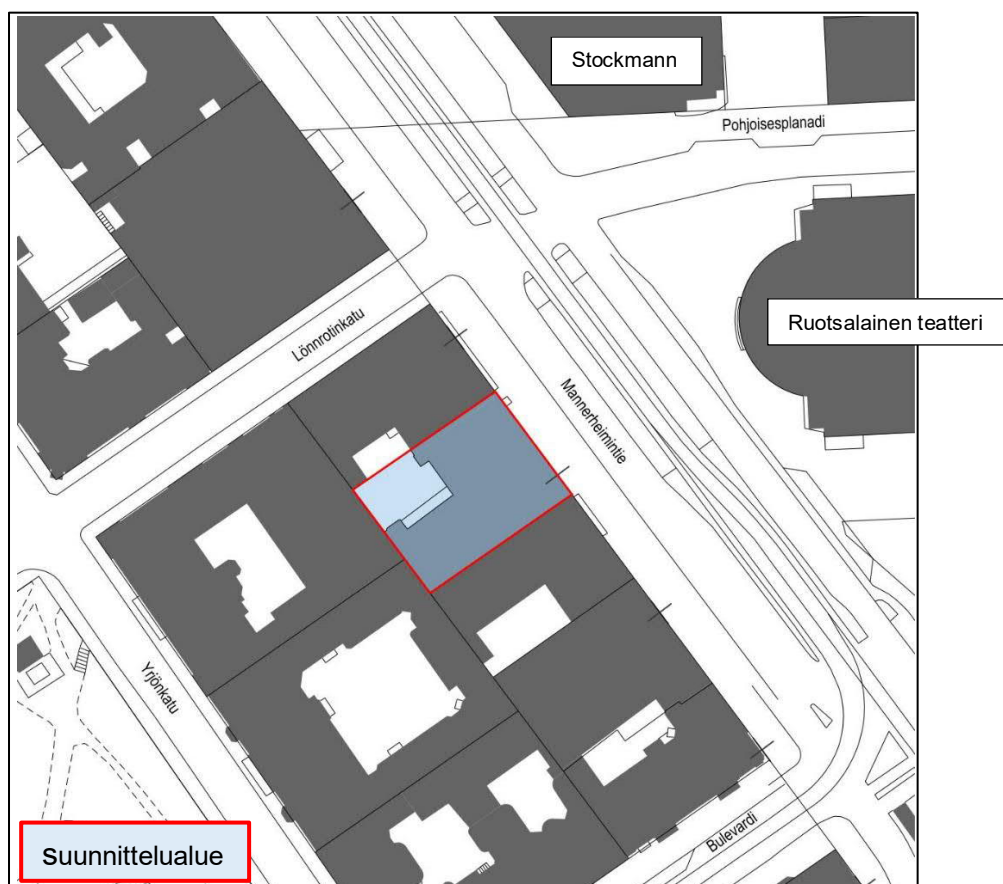 Stockmann
Pohjoisesplanadi
Lönnrotinkatu
Ruotsalainen teatteri
Mannerheimintie
Yrjönkatu
Bulevardi
Suunnittelualue